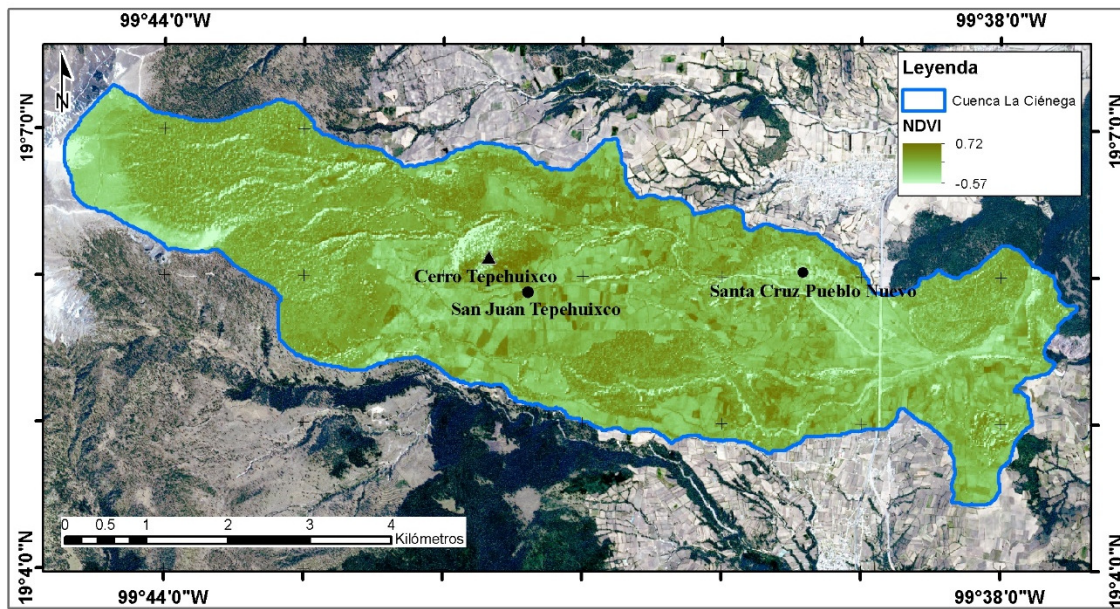 99°44'0"W
99°38'0"W
N
19°7'0"N
19°7'0"N
Leyenda
Cuenca La Ciénega
NDVI
0.72
-0.57
Cerro Tepehuixco
San Juan Tepehuixco
Santa Cruz Pueblo Nuevo
0 0.5 1 2 3 4
Kilómetros
19°4'0"N
19°4'0"N
99°44'0"W
99°38'0"W